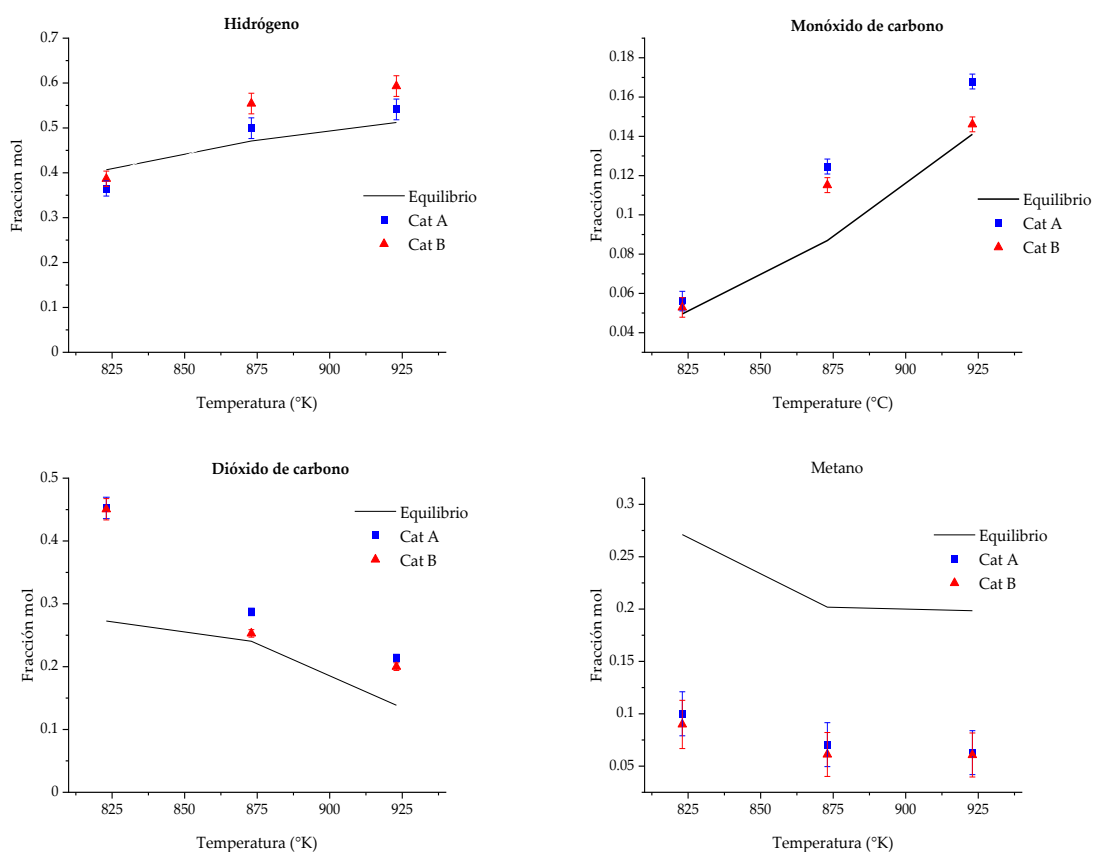 Hidrógeno
0.7
0.6
0.5
0.4
0.3
0.2
0.1
0
Fraccion mol
Equilibrio
Cat A
Cat B
825 850 875 900 925
Temperatura (°K)
Monóxido de carbono
0.18
0.16
0.14
0.12
0.1
0.08
0.06
0.04
Fracción mol
Equilibrio
Cat A
Cat B
825 850 875 900 925
Temperature (°C)
Dióxido de carbono
0.5
0.4
0.3
0.2
0.1
0
Fracción mol
Equilibrio
Cat A
Cat B
825 850 875 900 925
Temperatura (°K)
Metano
0.3
0.25
0.2
0.15
0.1
0.05
Fracción mol
Equilibrio
Cat A
Cat B
825 850 875 900 925
Temperatura (°K)